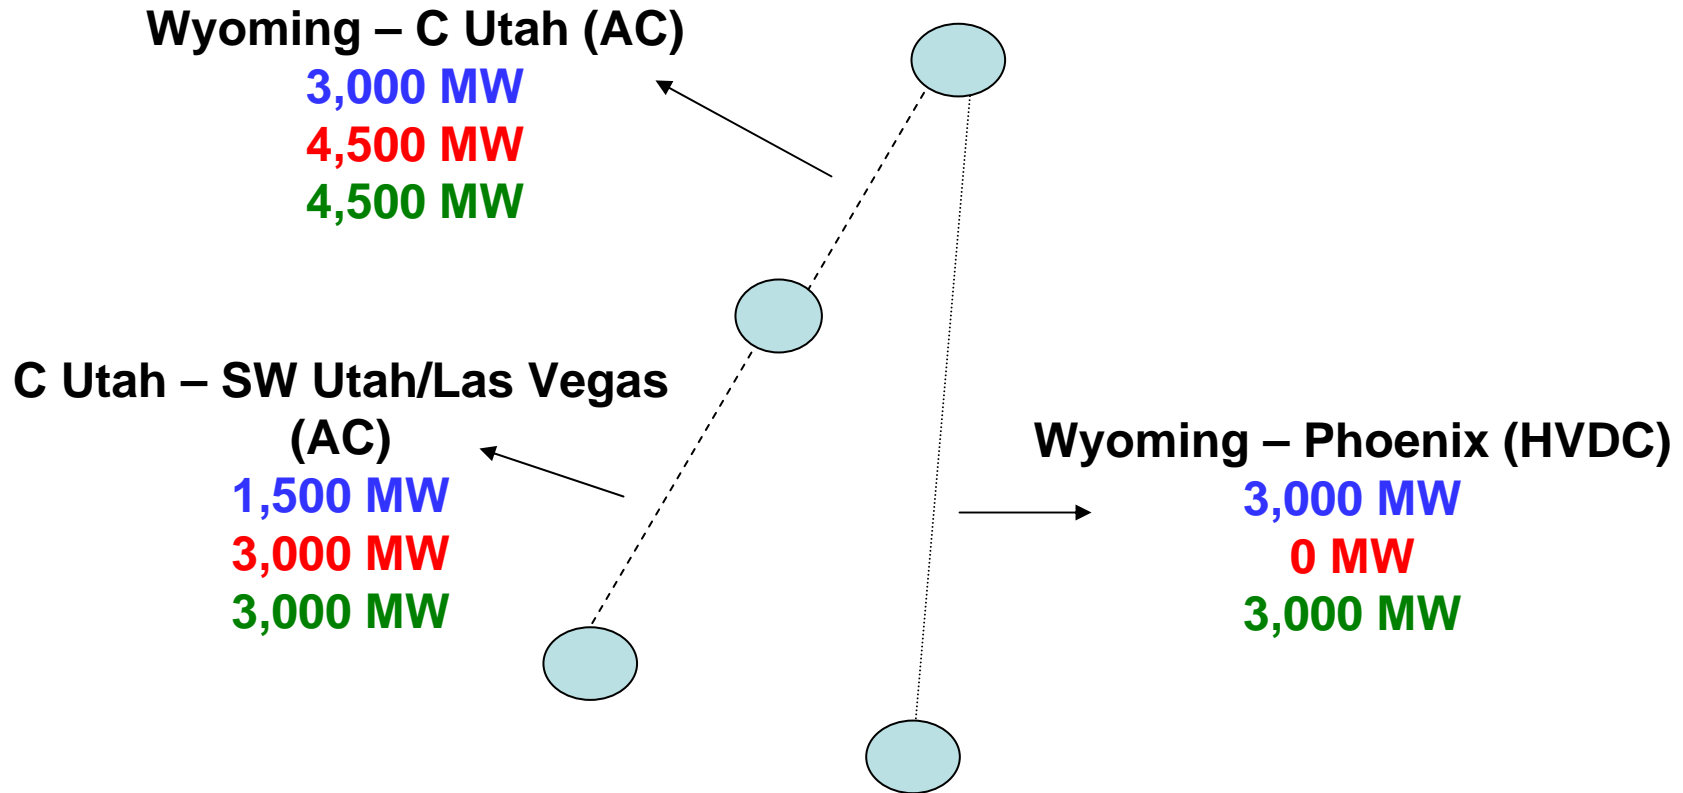 Wyoming – C Utah (AC)
3,000 MW
4,500 MW
4,500 MW
C Utah – SW Utah/Las Vegas
(AC)
1,500 MW
3,000 MW
3,000 MW
Wyoming – Phoenix (HVDC)
3,000 MW
0 MW
3,000 MW